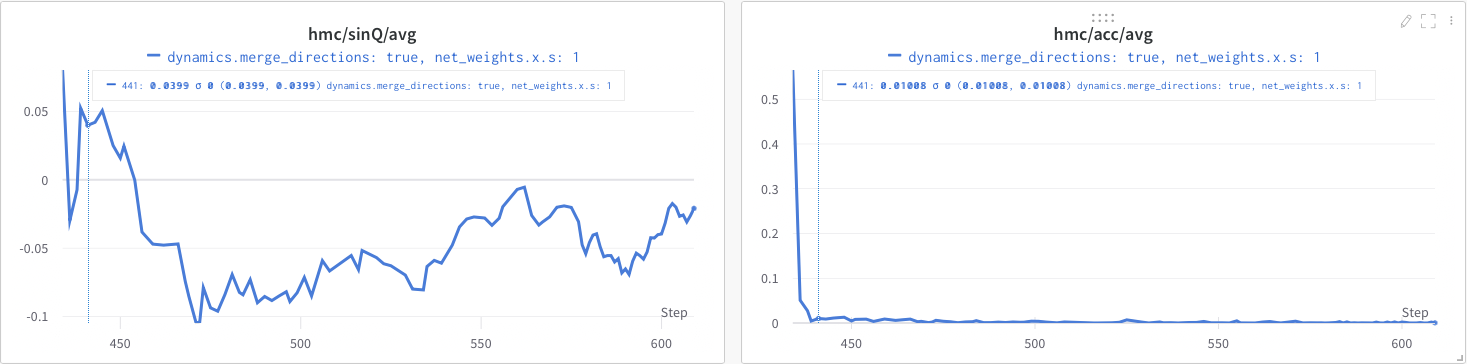 hmc/sinQ/avg
dynamics.merge_directions: true, net_weights.x.s: 1
441: 0.0399 σ 0 (0.0399, 0.0399) dynamics.merge_directions: true, net_weights.x.s: 1
0.05
0
-0.05
-0.1
Step
450
500
550
600
hmc/acc/avg
dynamics.merge_directions: true, net_weights.x.s: 1
441: 0.01008 σ 0 (0.01008, 0.01008) dynamics.merge_directions: true, net_weights.x.s: 1
0.5
0.4
0.3
0.2
0.1
0
Step
450
500
550
600